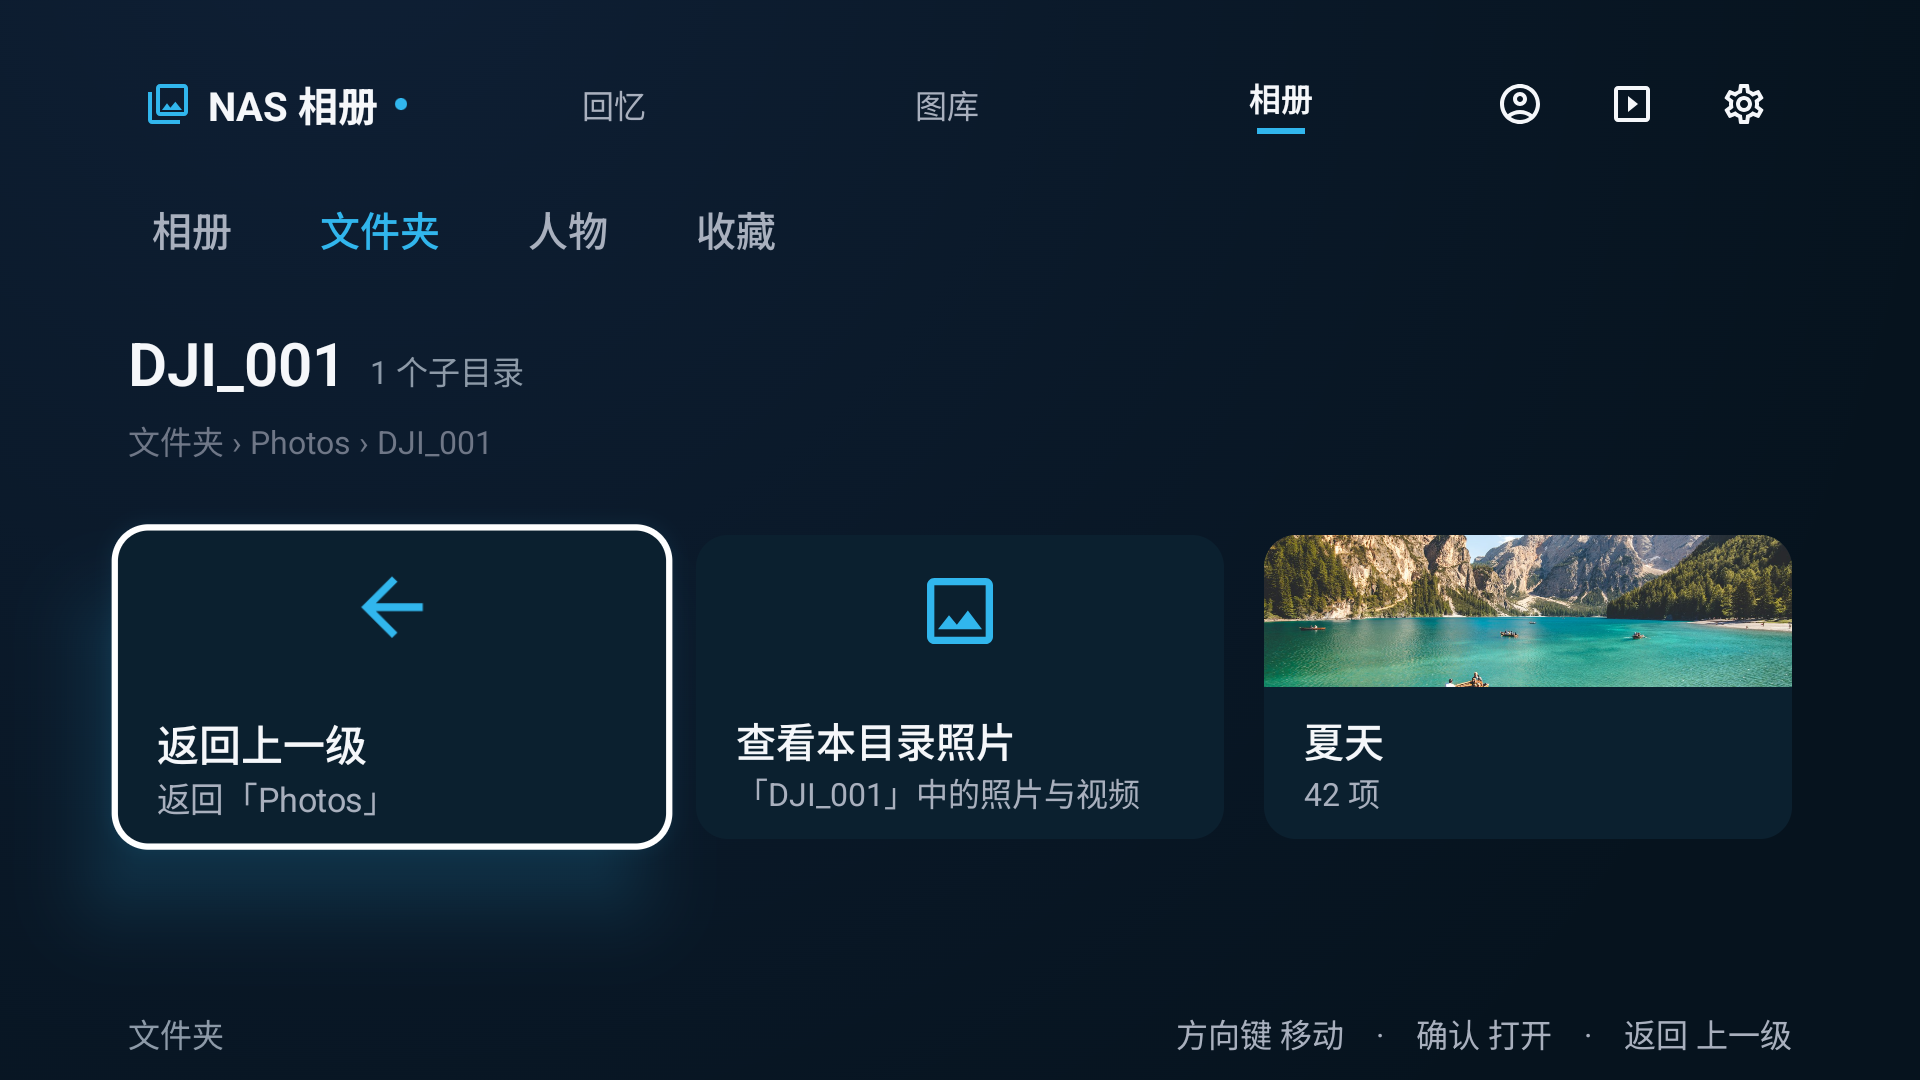 NAS 相册
回忆
图库
相册
相册
文件夹
人物
收藏
DJI_001 1 个子目录
文件夹 › Photos › DJI_001
返回上一级
返回「Photos」
查看本目录照片
「DJI_001」中的照片与视频
夏天
42 项
文件夹
方向键 移动 · 确认 打开 · 返回 上一级